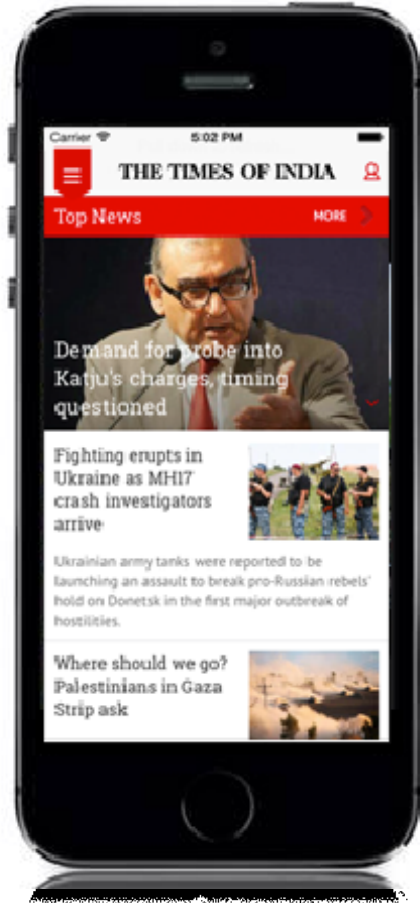 Carrier 5:02 PM
THE TIMES OF INDIA
Top News MORE
Demand for probe into
Katju's charges, timing
questioned
Fighting erupts in
Ukraine as MH17
crash investigators
arrive
Ukrainian army tanks were reported to be
launching an assault to break pro-Russian rebels'
hold on Donetsk in the first major outbreak of
hostilities.
Where should we go?
Palestinians in Gaza
Strip ask